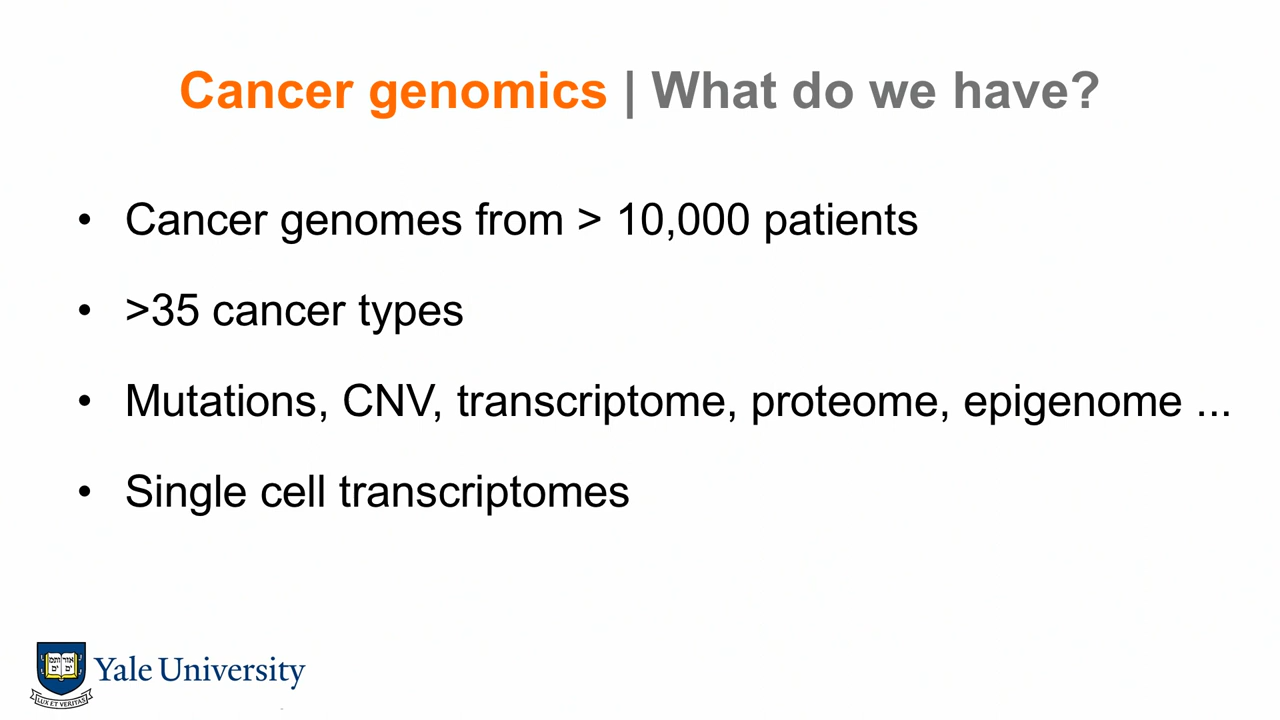 Cancer genomics | What do we have?
• Cancer genomes from > 10,000 patients
• >35 cancer types
• Mutations, CNV, transcriptome, proteome, epigenome ...
• Single cell transcriptomes
Yale University
LUX ET VERITAS